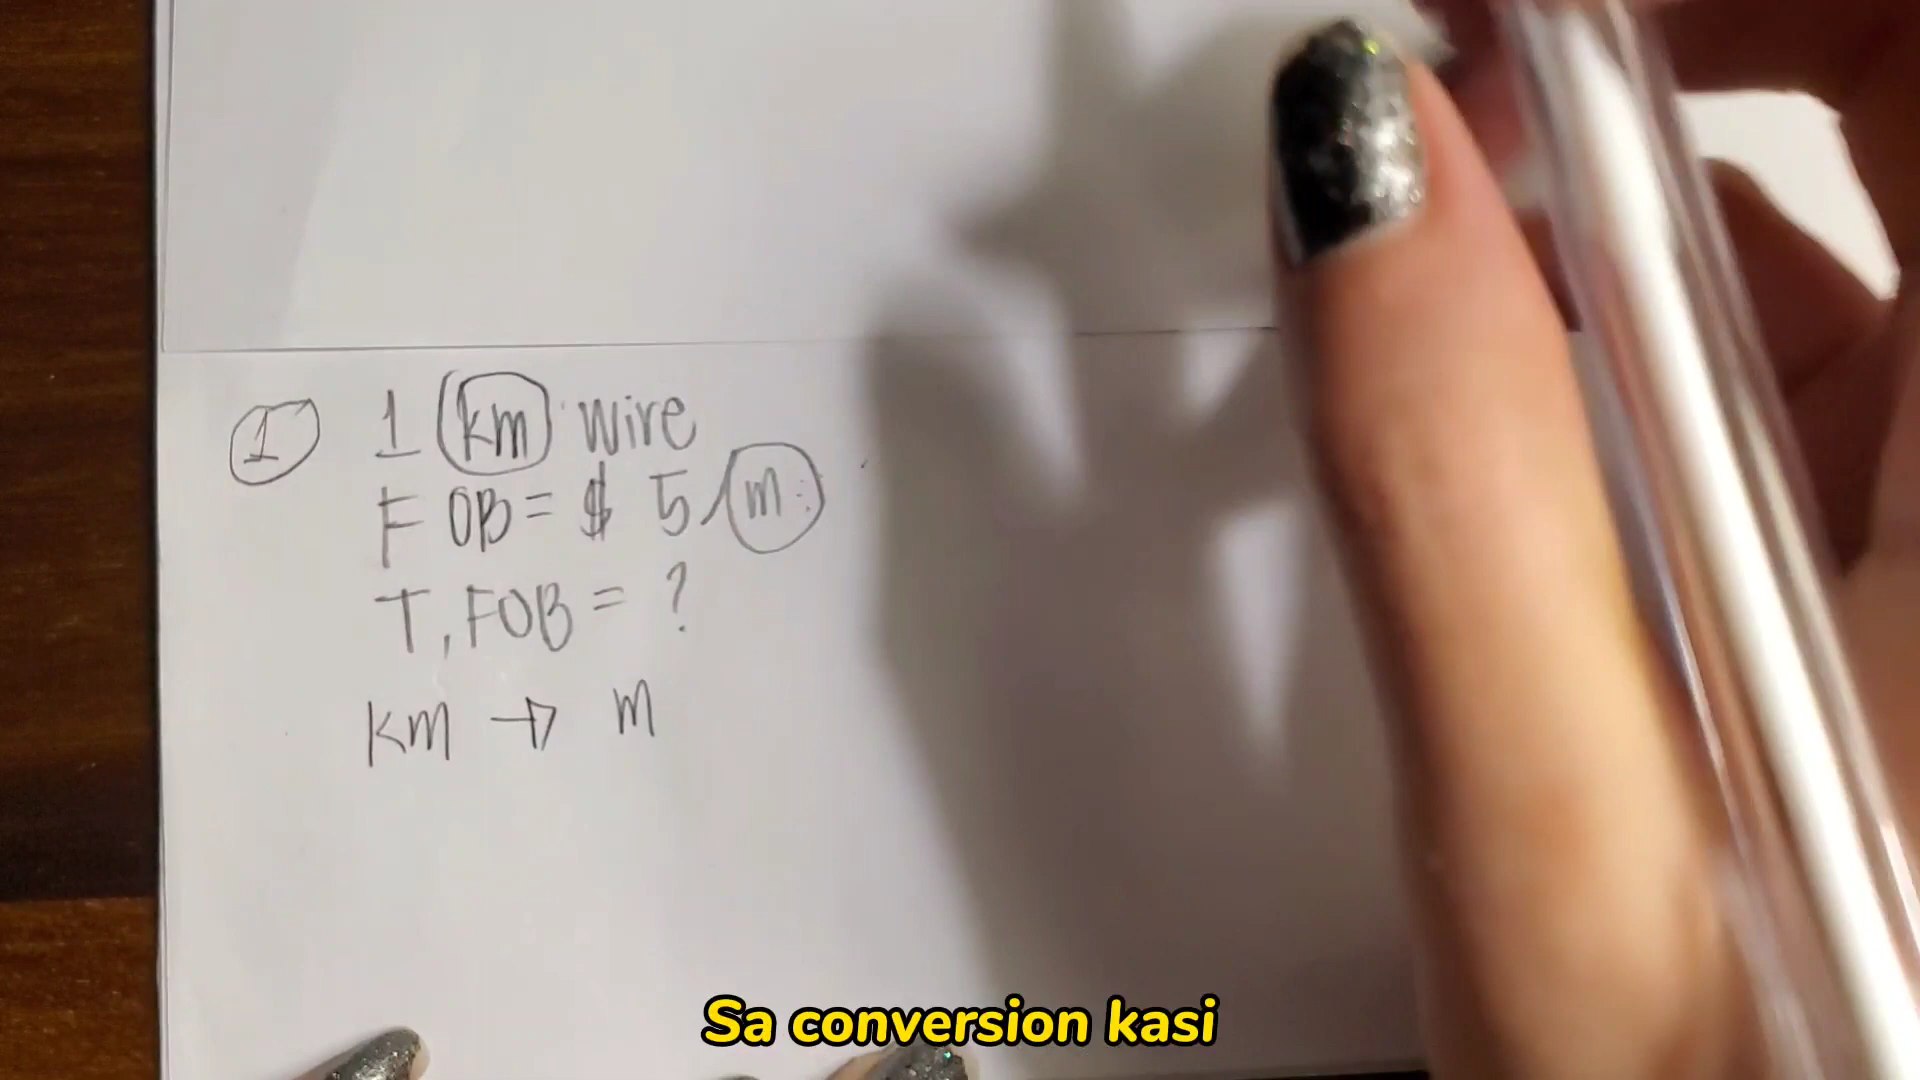 1 1 km wire
FOB = $ 5/m
T, FOB = ?
km → m
Sa conversion kasi